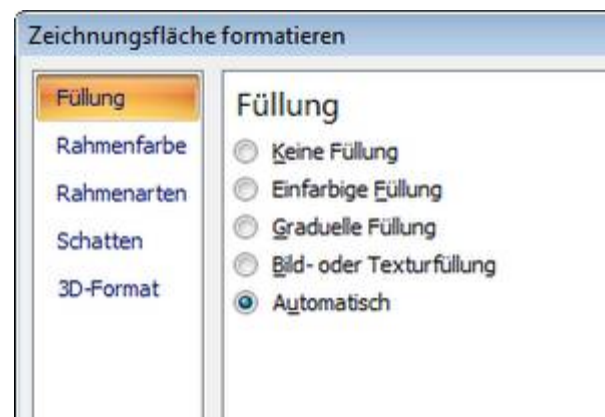 Zeichnungsfläche formatieren
Füllung
Rahmenfarbe
Rahmenarten
Schatten
3D-Format
Füllung
Keine Füllung
Einfarbige Füllung
Graduelle Füllung
Bild- oder Texturfüllung
Automatisch